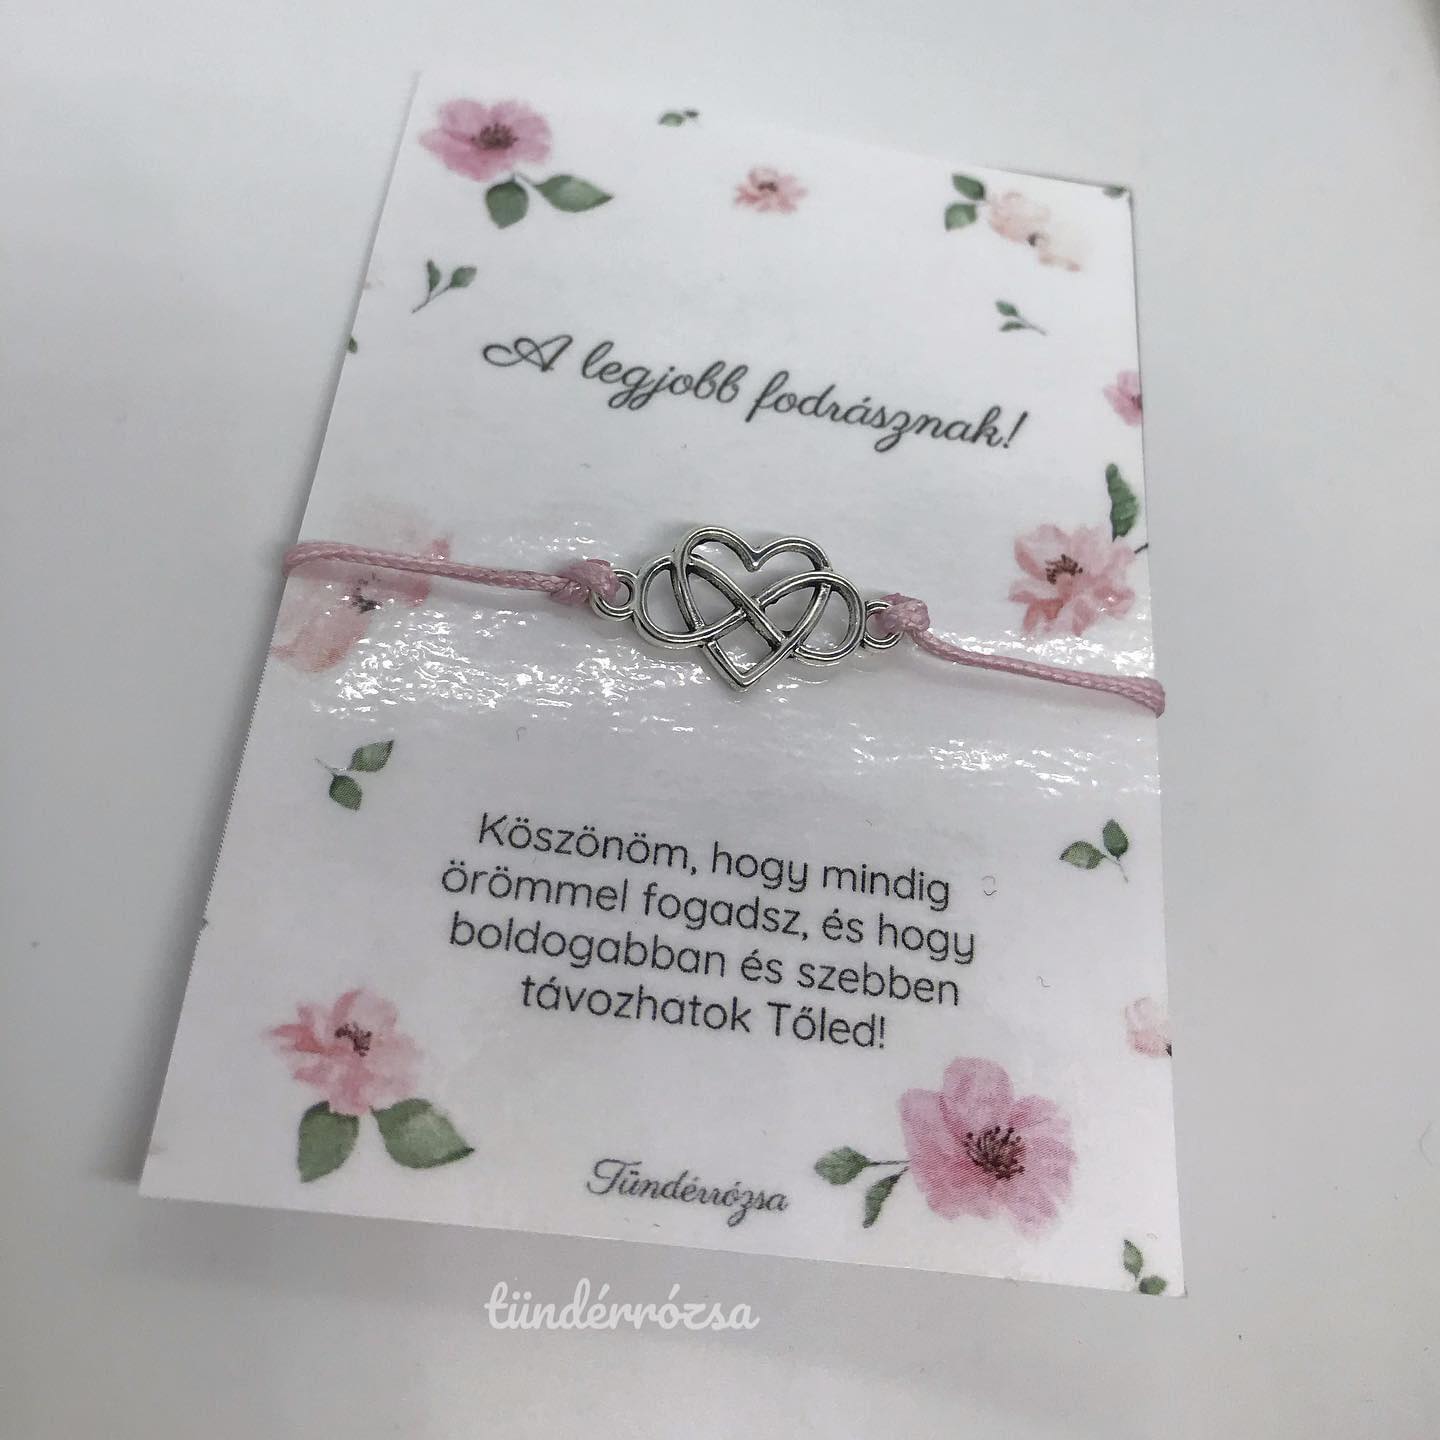 A legjobb fodrásznak!
Köszönöm, hogy mindig
örömmel fogadsz, és hogy
boldogabban és szebben
távozhatok Tőled!
Tündérrózsa
tündérrózsa